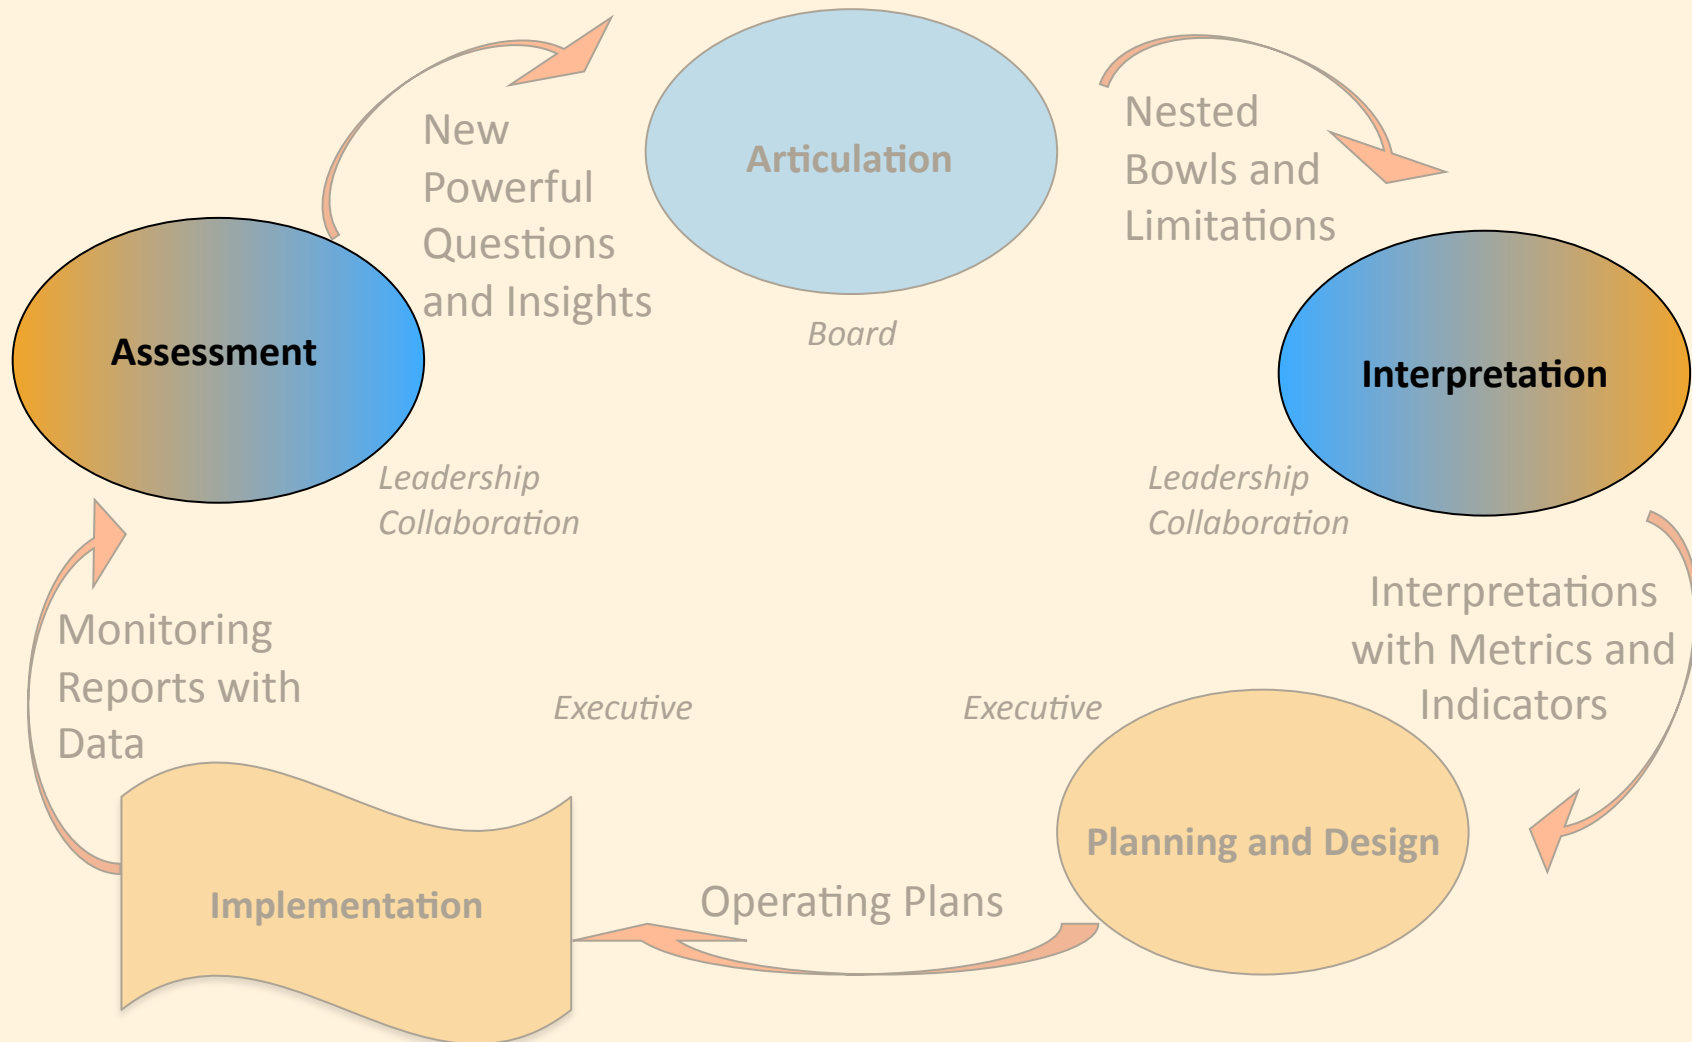 New
Powerful
Questions
and Insights
Articulation
Board
Nested
Bowls and
Limitations
Assessment
Leadership
Collaboration
Interpretation
Leadership
Collaboration
Interpretations
with Metrics and
Indicators
Monitoring
Reports with
Data
Executive
Executive
Planning and Design
Operating Plans
Implementation